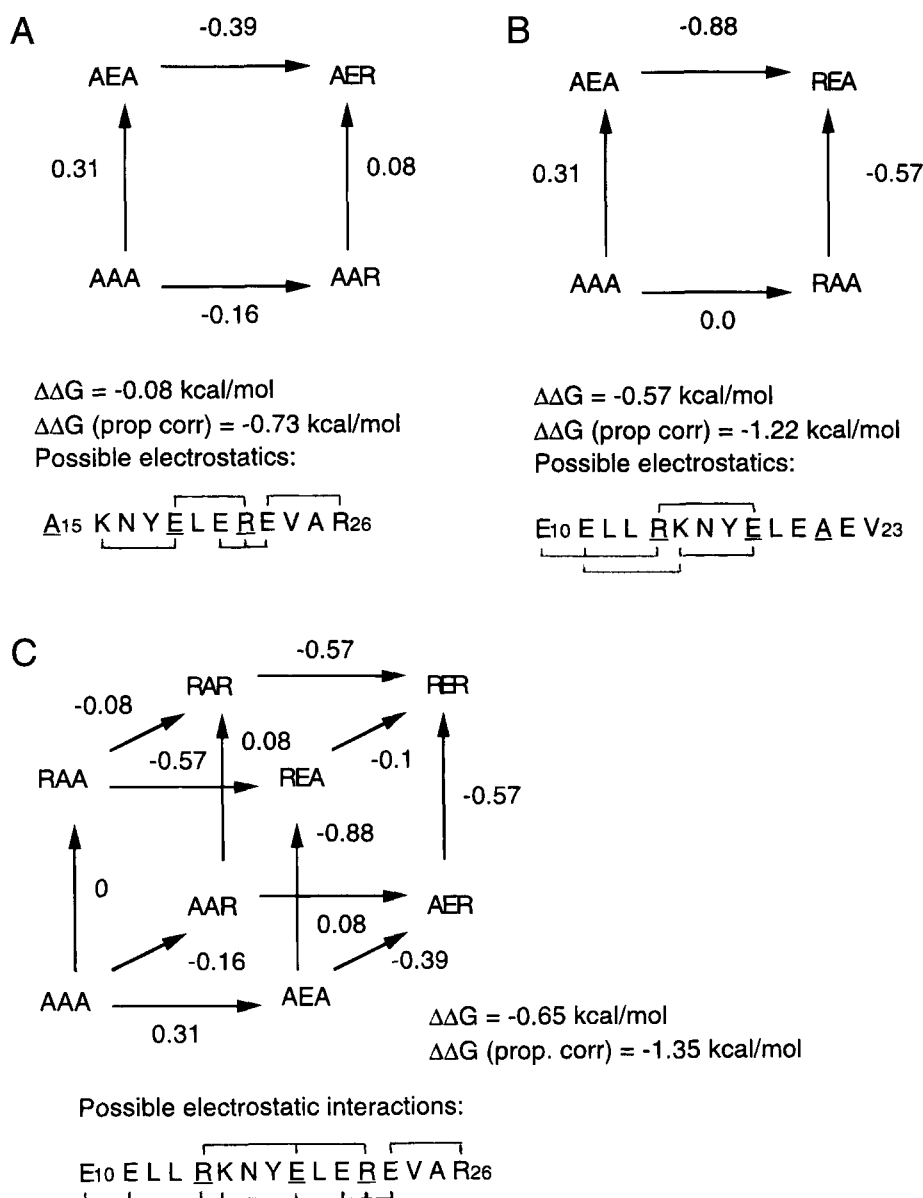 A
-0.39
AEA
AER
0.31
0.08
AAA
AAR
-0.16
ΔΔG = -0.08 kcal/mol
ΔΔG (prop corr) = -0.73 kcal/mol
Possible electrostatics:
A15 K N Y E L E R E V A R26
B
-0.88
AEA
REA
0.31
-0.57
AAA
RAA
0.0
ΔΔG = -0.57 kcal/mol
ΔΔG (prop corr) = -1.22 kcal/mol
Possible electrostatics:
E10 E L L R K N Y E L E A E V23
C
-0.57
RAR
RER
-0.08
0.08
-0.57
-0.1
RAA
REA
-0.57
-0.88
0
AAR
AER
0.08
-0.16
-0.39
AAA
AEA
0.31
ΔΔG = -0.65 kcal/mol
ΔΔG (prop. corr) = -1.35 kcal/mol
Possible electrostatic interactions:
E10 E L L R K N Y E L E R E V A R26